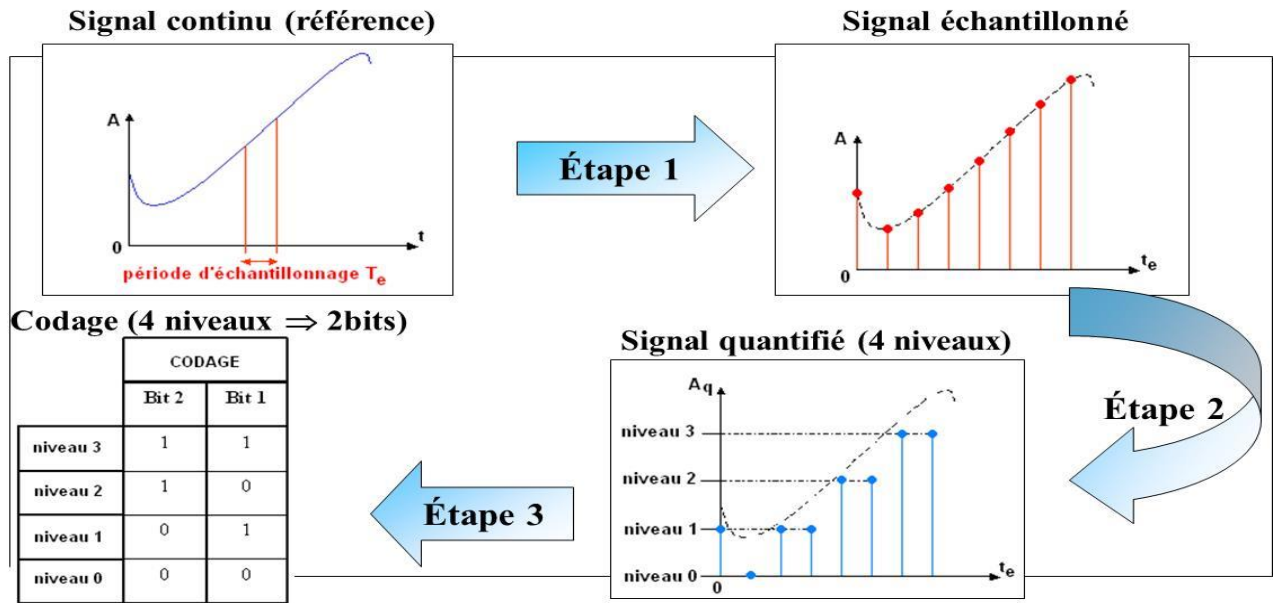 Signal continu (référence)
A
0
t
période d'échantillonnage Te
Étape 1
Signal échantillonné
A
0
te
Étape 2
Signal quantifié (4 niveaux)
Aq
niveau 3
niveau 2
niveau 1
niveau 0
0
te
Étape 3
Codage (4 niveaux ⇒ 2bits)
CODAGE
Bit 2 Bit 1
niveau 3 1 1
niveau 2 1 0
niveau 1 0 1
niveau 0 0 0